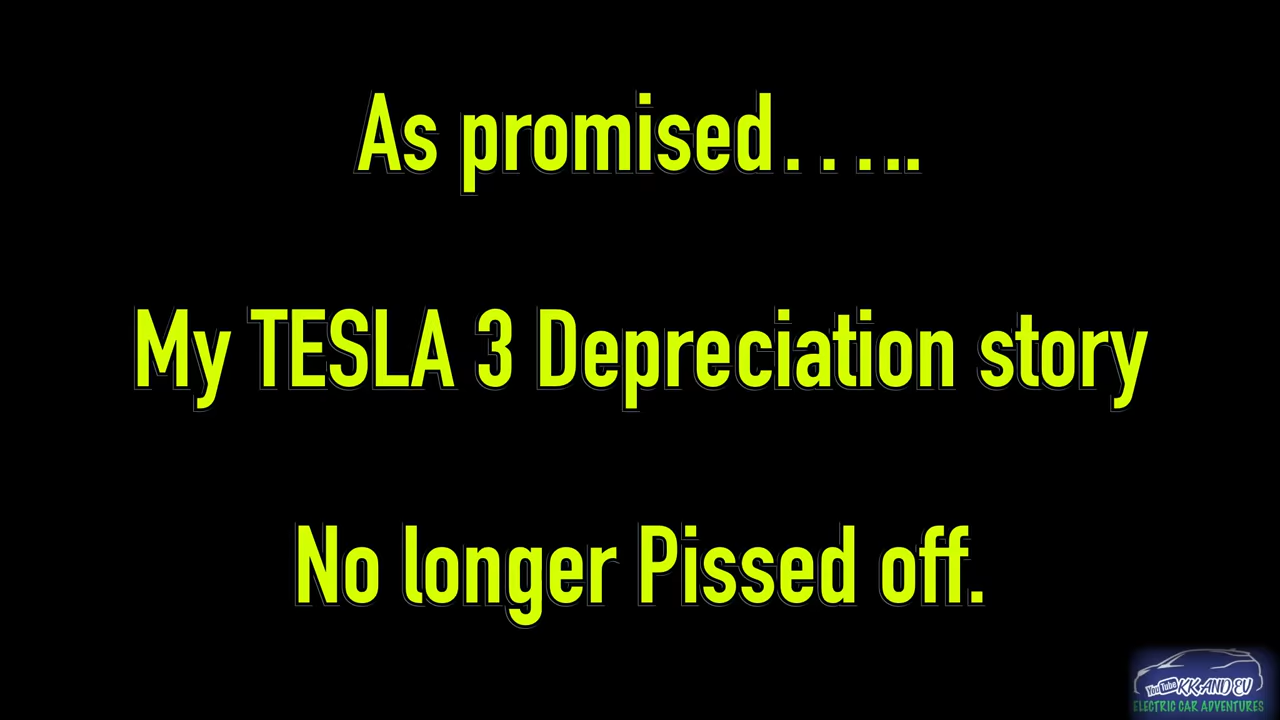 As promised.....
My TESLA 3 Depreciation story
No longer Pissed off.
YouTube KK AND EV
ELECTRIC CAR ADVENTURES